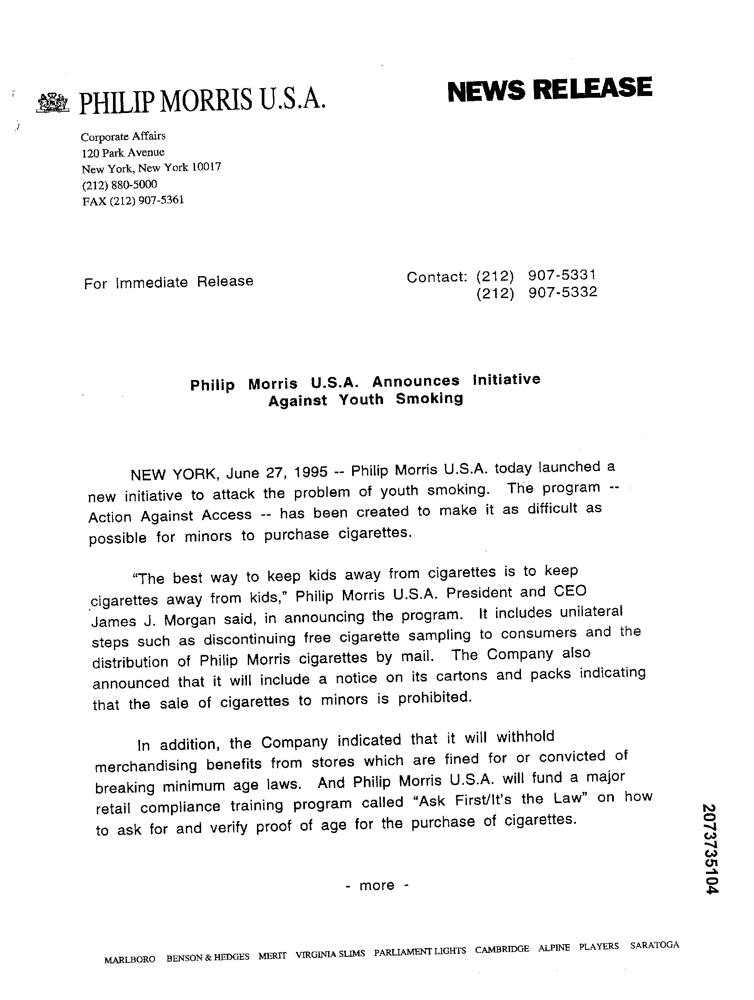 PHILIP MORRIS U.S.A.
NEWS RELEASE
Corporate Affairs
120 Park Avenue
New York, New York 10017
(212) 880-5000
FAX (212) 907-5361
For Immediate Release
Contact: (212) 907-5331
(212) 907-5332
Philip Morris U.S.A. Announces Initiative
Against Youth Smoking
NEW YORK, June 27, 1995 -- Philip Morris U.S.A. today launched a
new initiative to attack the problem of youth smoking. The program --
Action Against Access -- has been created to make it as difficult as
possible for minors to purchase cigarettes.
“The best way to keep kids away from cigarettes is to keep
cigarettes away from kids,” Philip Morris U.S.A. President and CEO
James J. Morgan said, in announcing the program. It includes unilateral
steps such as discontinuing free cigarette sampling to consumers and the
distribution of Philip Morris cigarettes by mail. The Company also
announced that it will include a notice on its cartons and packs indicating
that the sale of cigarettes to minors is prohibited.
In addition, the Company indicated that it will withhold
merchandising benefits from stores which are fined for or convicted of
breaking minimum age laws. And Philip Morris U.S.A. will fund a major
retail compliance training program called “Ask First/It's the Law” on how
to ask for and verify proof of age for the purchase of cigarettes.
- more -
2073735104
MARLBORO BENSON & HEDGES MERIT VIRGINIA SLIMS PARLIAMENT LIGHTS CAMBRIDGE ALPINE PLAYERS SARATOGA